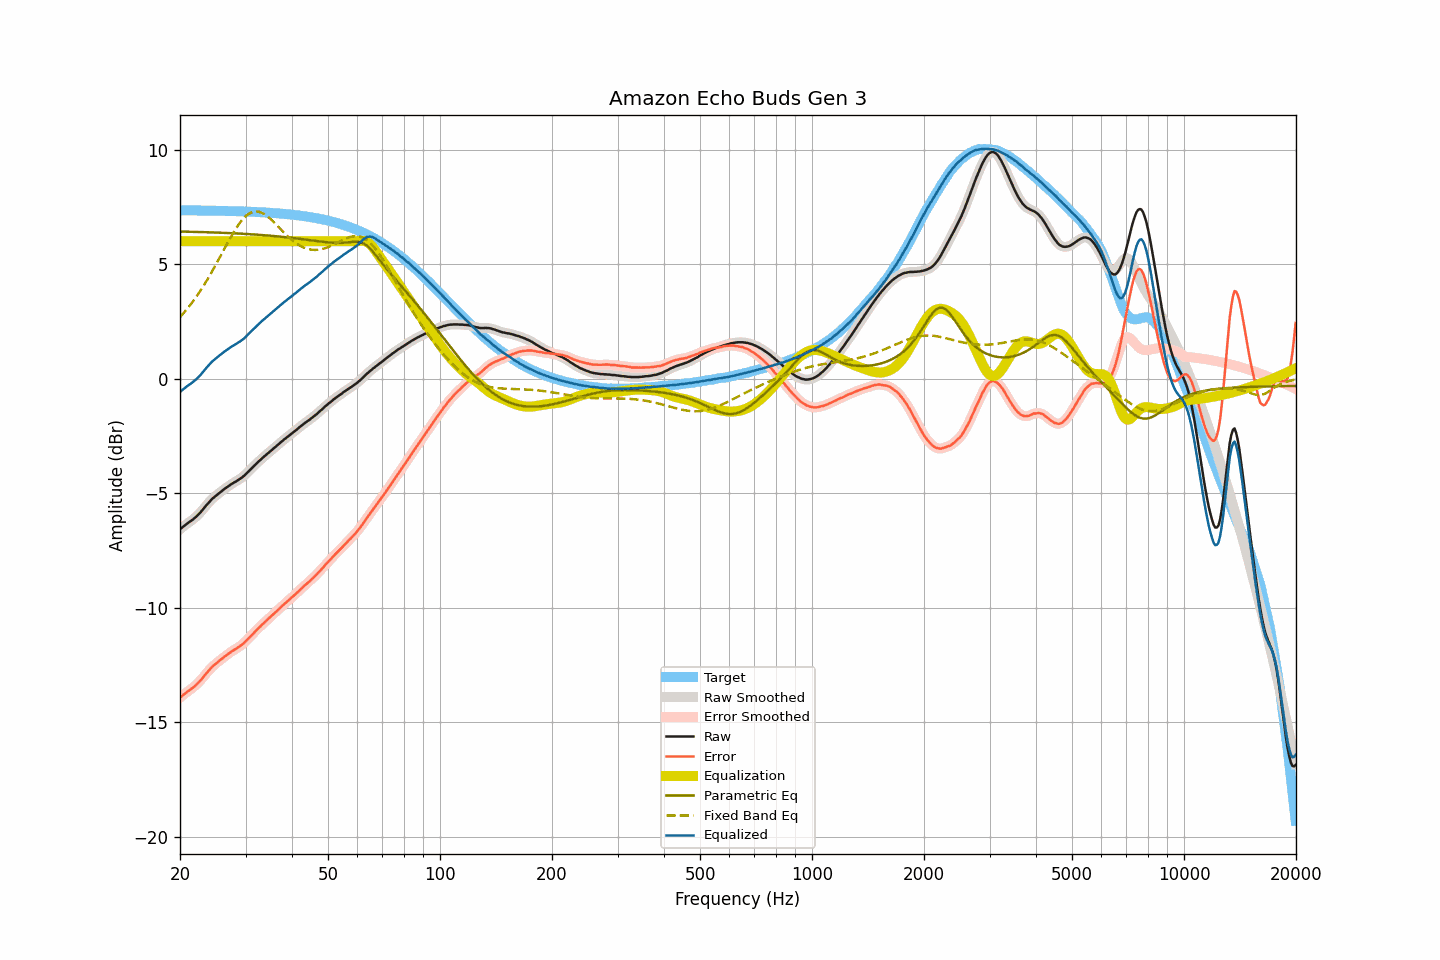 Amazon Echo Buds Gen 3
10
5
0
−5
−10
−15
−20
Amplitude (dBr)
Target
Raw Smoothed
Error Smoothed
Raw
Error
Equalization
Parametric Eq
Fixed Band Eq
Equalized
20 50 100 200 500 1000 2000 5000 10000 20000
Frequency (Hz)